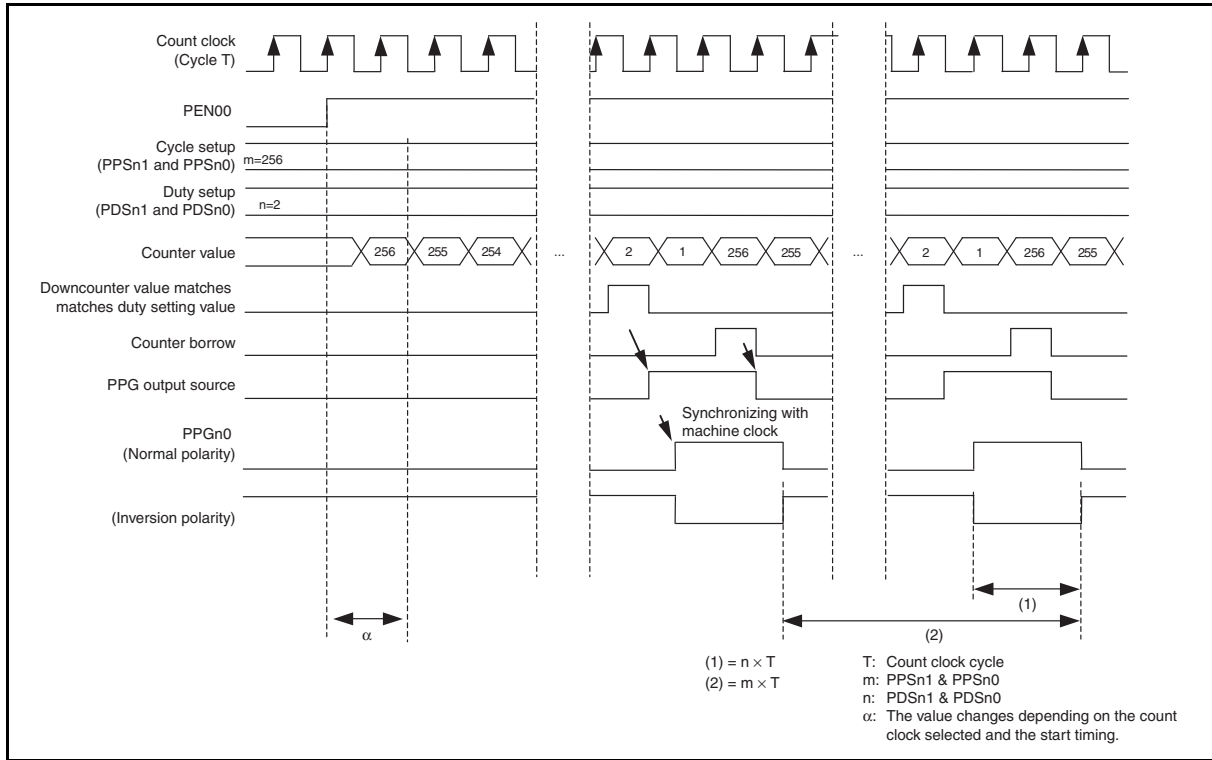 Count clock
(Cycle T)
PEN00
Cycle setup
(PPSn1 and PPSn0) m=256
Duty setup
(PDSn1 and PDSn0) n=2
Counter value 256 255 254 ... 2 1 256 255 ... 2 1 256 255
Downcounter value matches
matches duty setting value
Counter borrow
PPG output source
Synchronizing with
machine clock
PPGn0
(Normal polarity)
(Inversion polarity)
(1)
α
(2)
(1) = n × T
(2) = m × T
T: Count clock cycle
m: PPSn1 & PPSn0
n: PDSn1 & PDSn0
α: The value changes depending on the count
clock selected and the start timing.